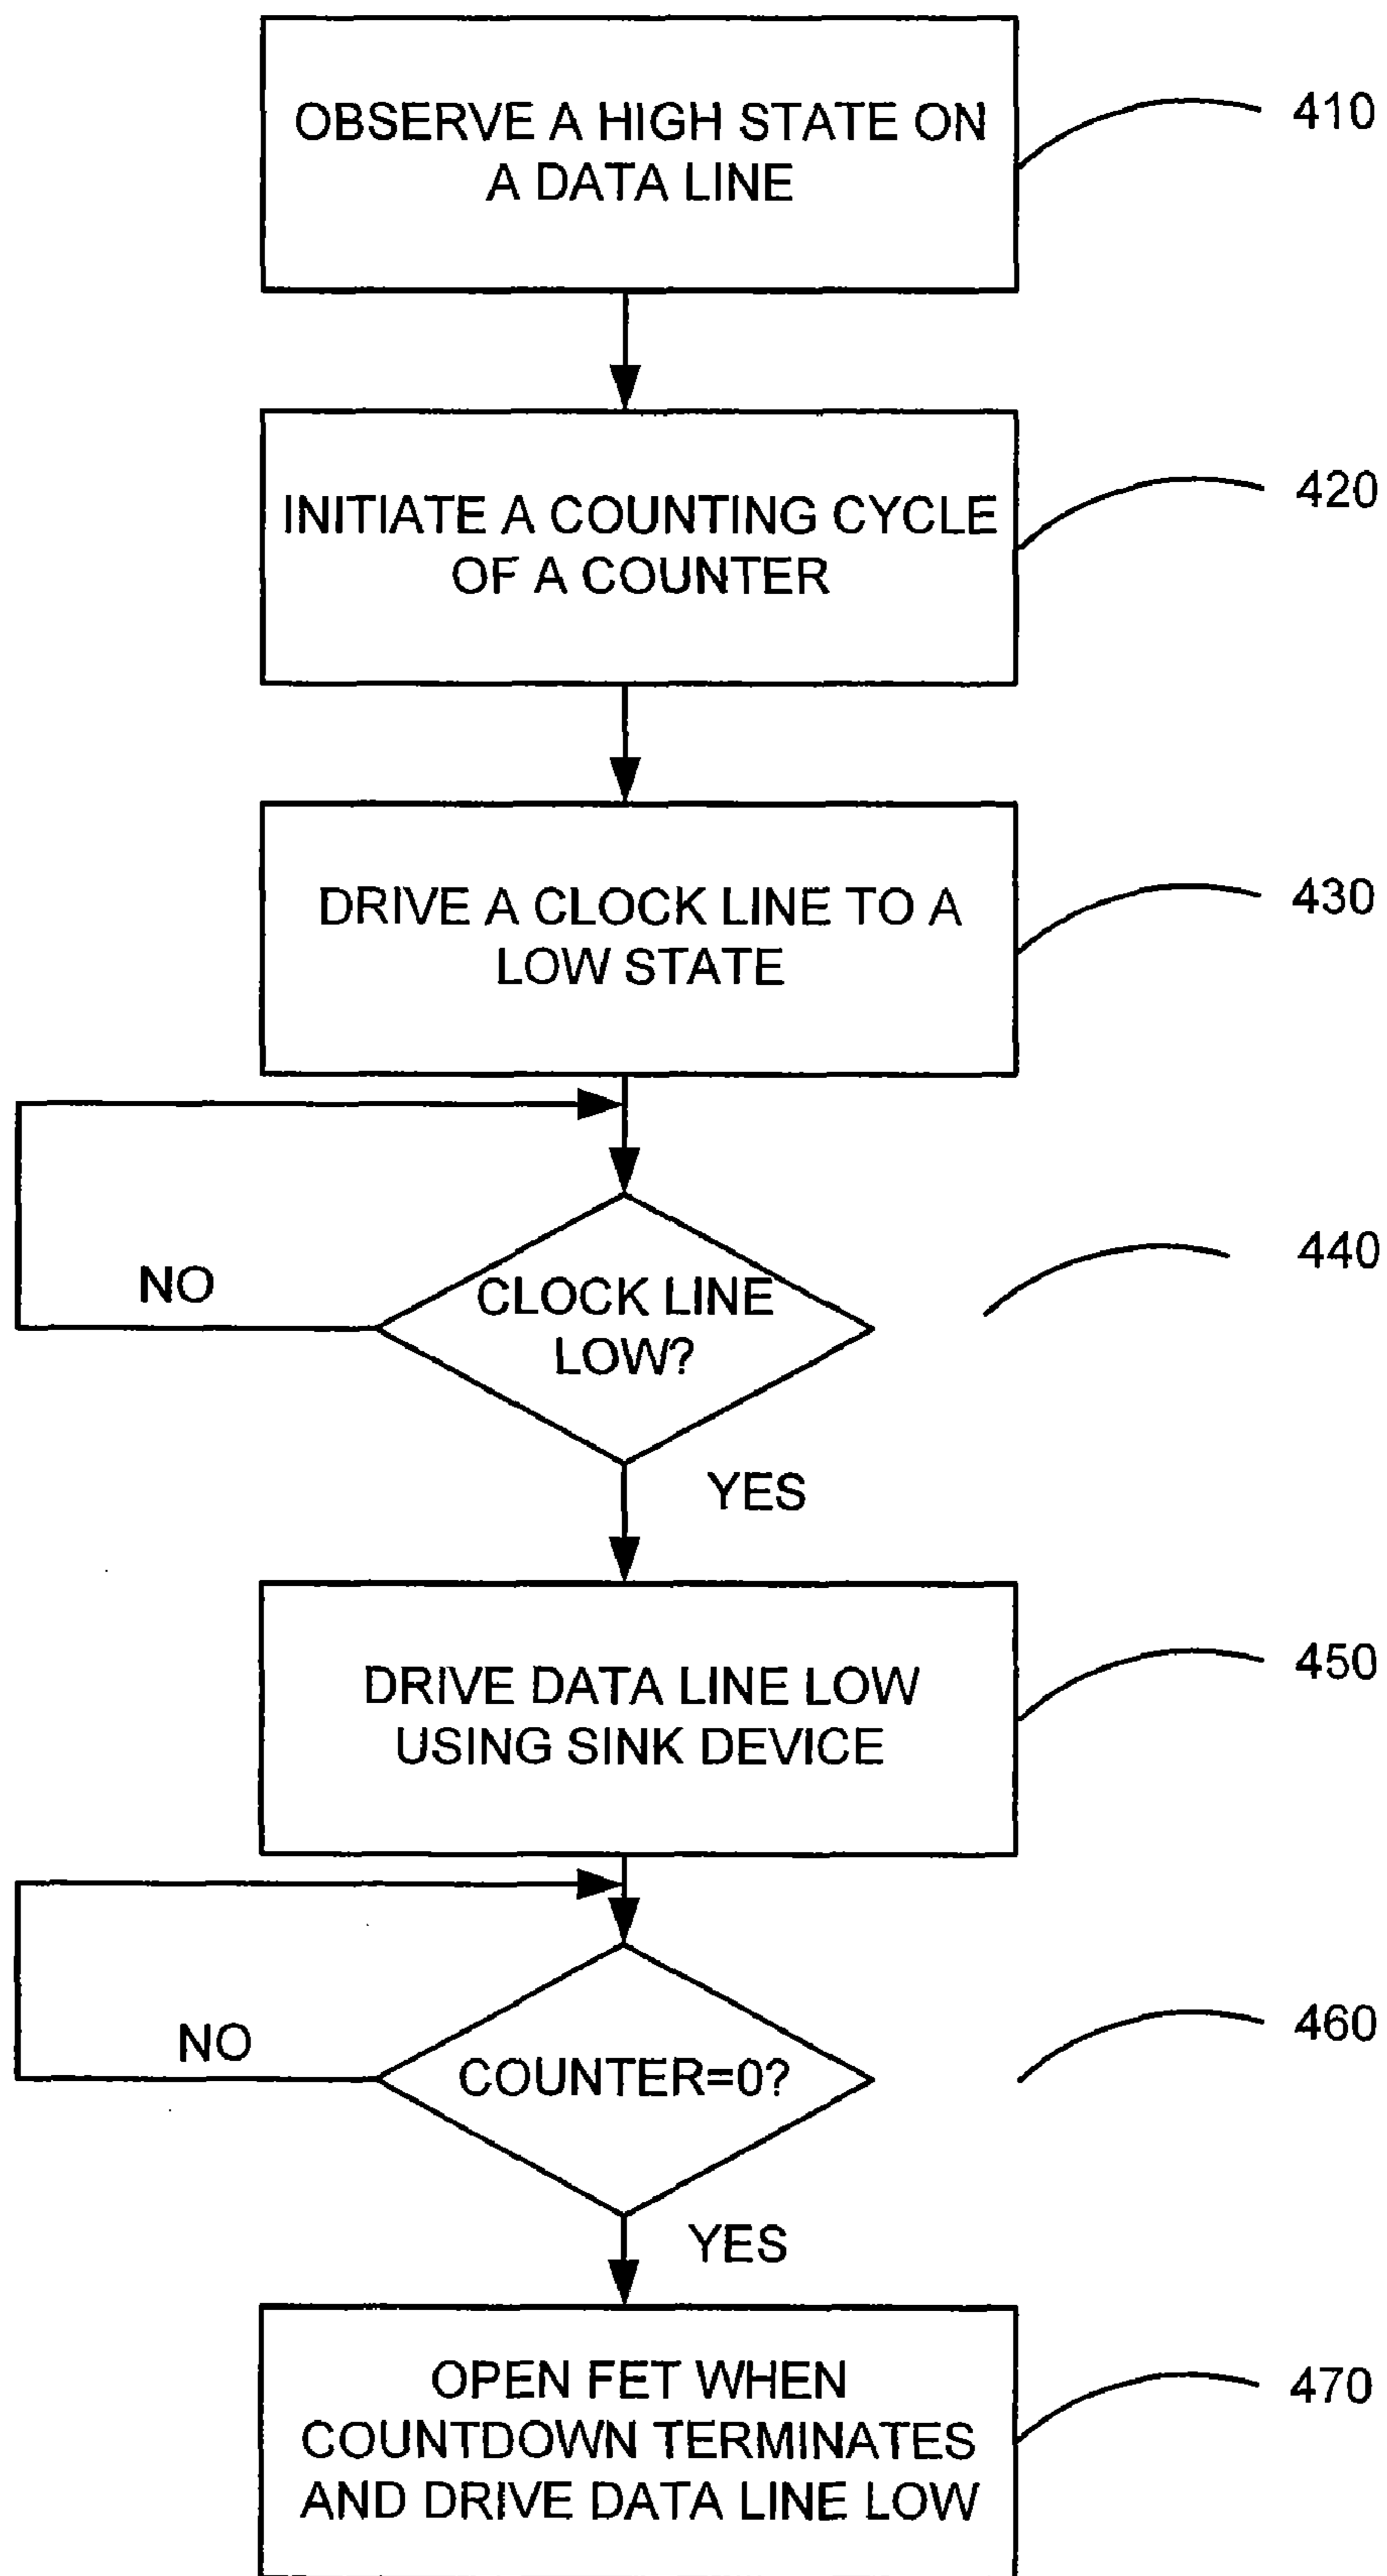 OBSERVE A HIGH STATE ON
A DATA LINE
410
INITIATE A COUNTING CYCLE
OF A COUNTER
420
DRIVE A CLOCK LINE TO A
LOW STATE
430
CLOCK LINE
LOW?
440
NO
YES
DRIVE DATA LINE LOW
USING SINK DEVICE
450
COUNTER=0?
460
NO
YES
OPEN FET WHEN
COUNTDOWN TERMINATES
AND DRIVE DATA LINE LOW
470